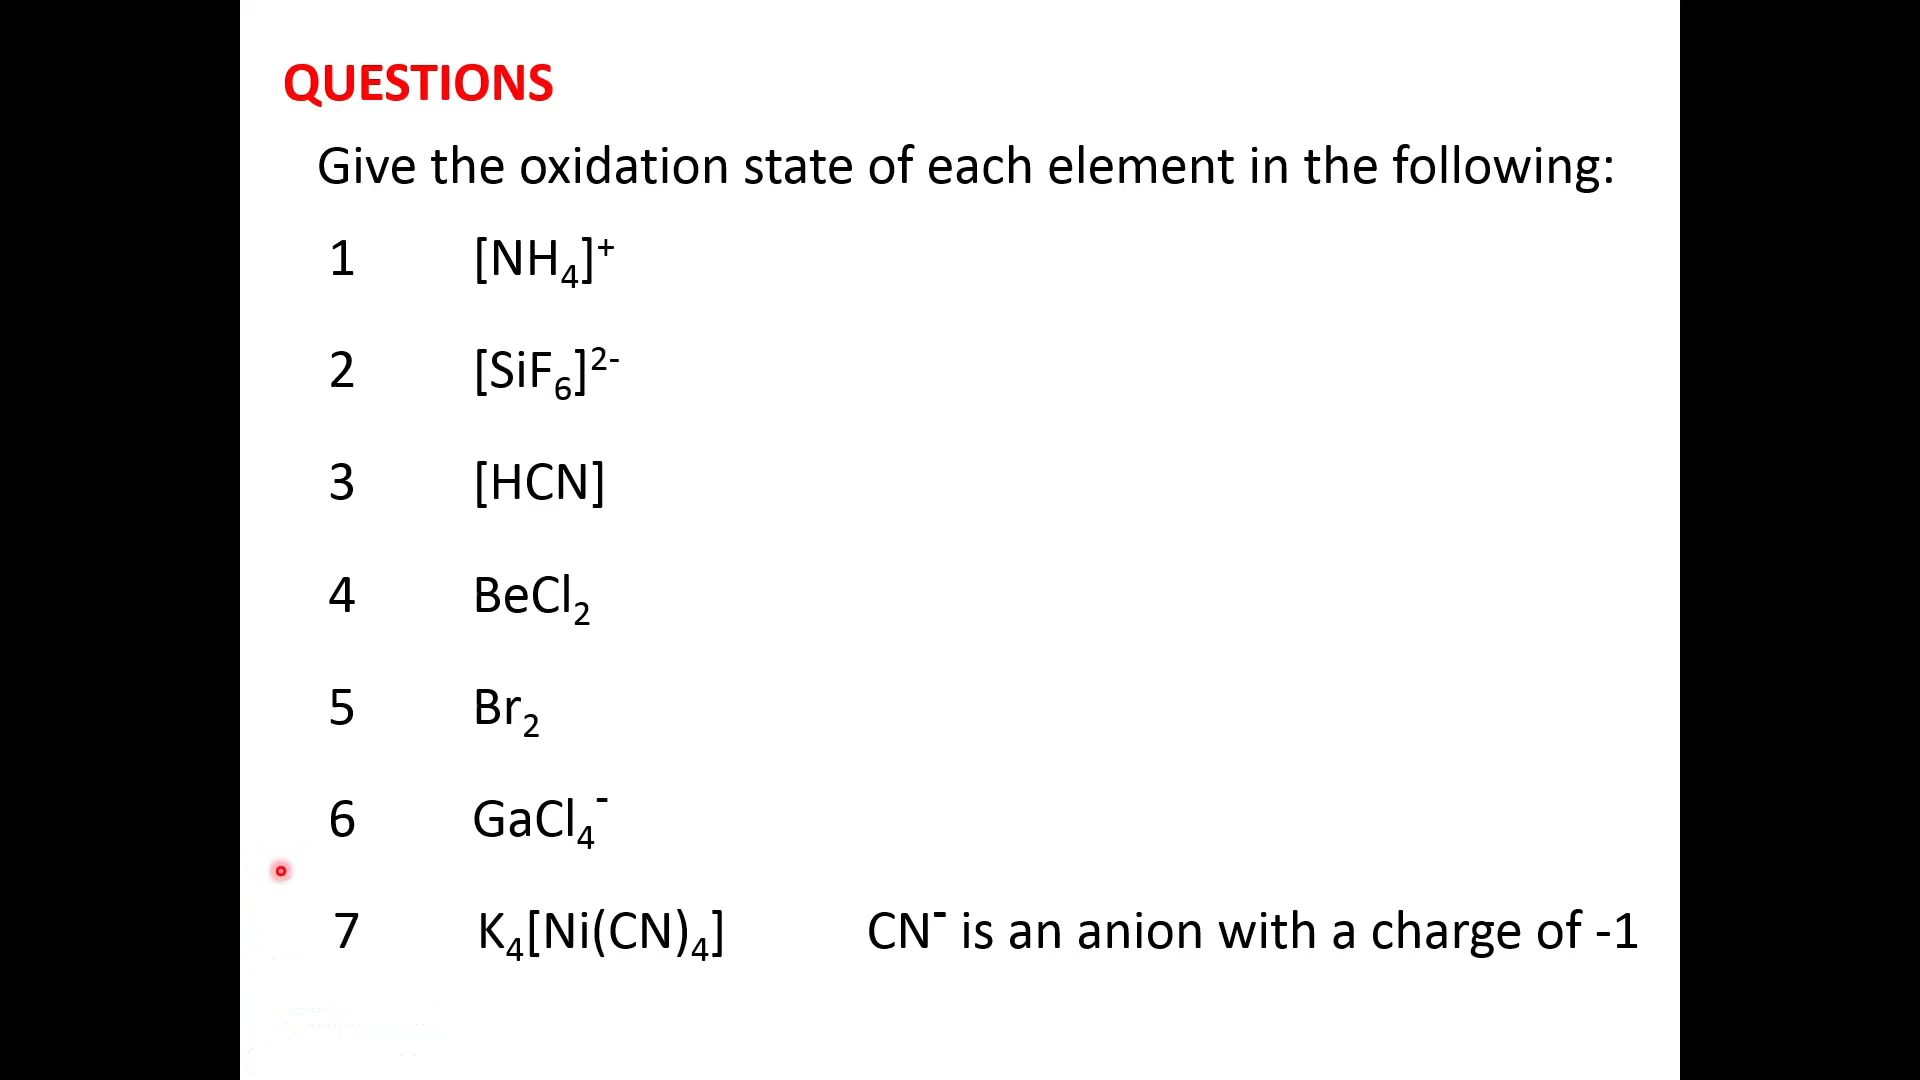 QUESTIONS
Give the oxidation state of each element in the following:
1 [NH₄]⁺
2 [SiF₆]²⁻
3 [HCN]
4 BeCl₂
5 Br₂
6 GaCl₄⁻
7 K₄[Ni(CN)₄] CN⁻ is an anion with a charge of -1